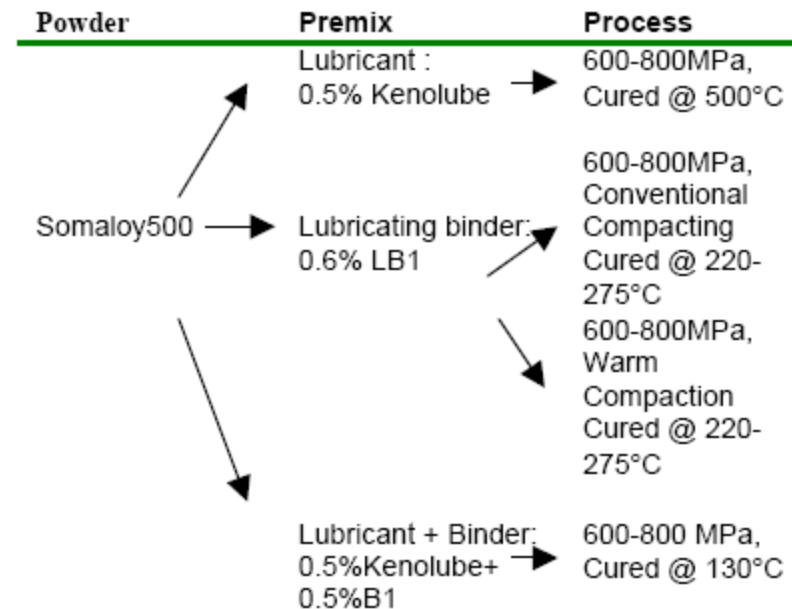 Powder Premix Process
Lubricant :
0.5% Kenolube
600-800MPa,
Cured @ 500°C
Somaloy500
Lubricating binder:
0.6% LB1
600-800MPa,
Conventional
Compacting
Cured @ 220-
275°C
600-800MPa,
Warm
Compaction
Cured @ 220-
275°C
Lubricant + Binder:
0.5%Kenolube+
0.5%B1
600-800 MPa,
Cured @ 130°C